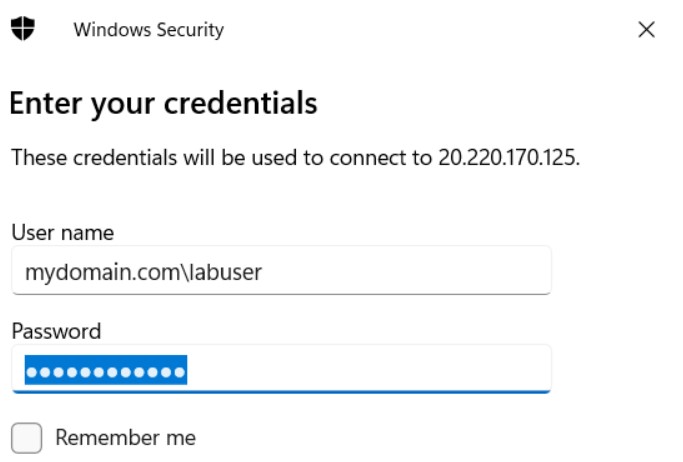 Windows Security
Enter your credentials
These credentials will be used to connect to 20.220.170.125.
User name
mydomain.com\labuser
Password
●●●●●●●●●●●●
Remember me